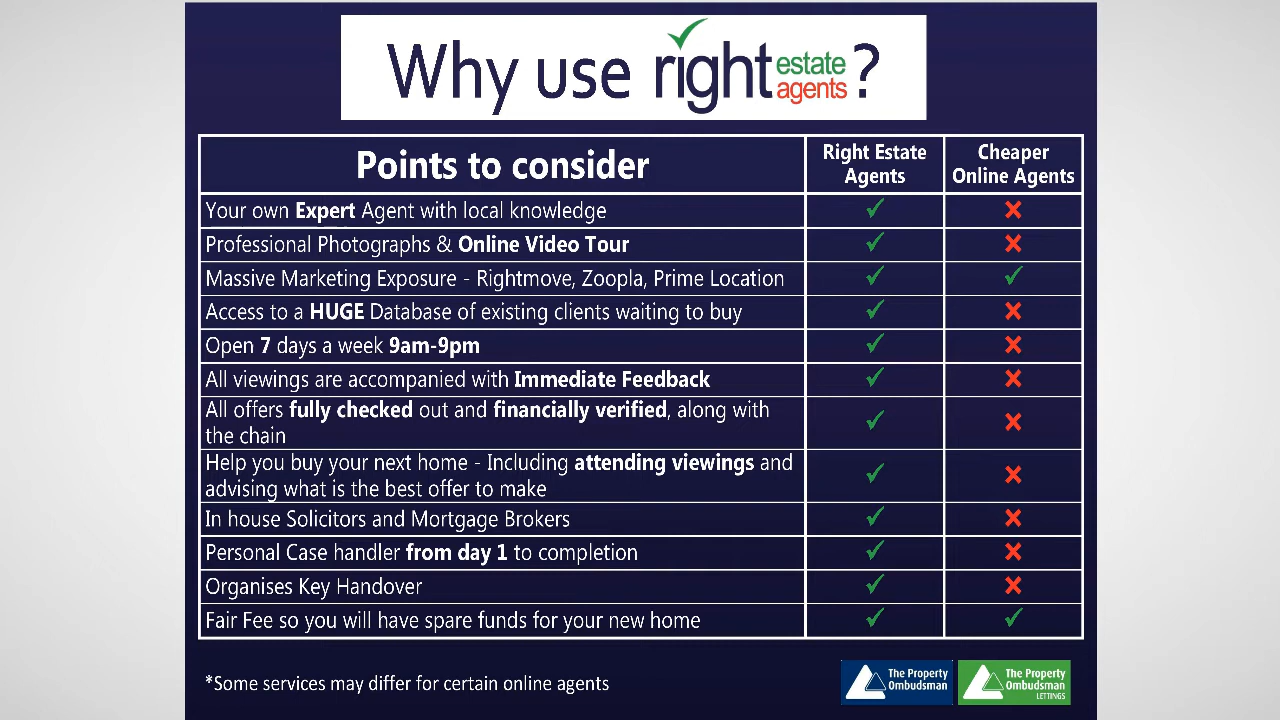 Why use right estate agents ?
Points to consider
Right Estate
Agents
Cheaper
Online Agents
Your own Expert Agent with local knowledge
Professional Photographs & Online Video Tour
Massive Marketing Exposure - Rightmove, Zoopla, Prime Location
Access to a HUGE Database of existing clients waiting to buy
Open 7 days a week 9am-9pm
All viewings are accompanied with Immediate Feedback
All offers fully checked out and financially verified, along with
the chain
Help you buy your next home - Including attending viewings and
advising what is the best offer to make
In house Solicitors and Mortgage Brokers
Personal Case handler from day 1 to completion
Organises Key Handover
Fair Fee so you will have spare funds for your new home
*Some services may differ for certain online agents
The Property
Ombudsman
The Property
Ombudsman
LETTINGS